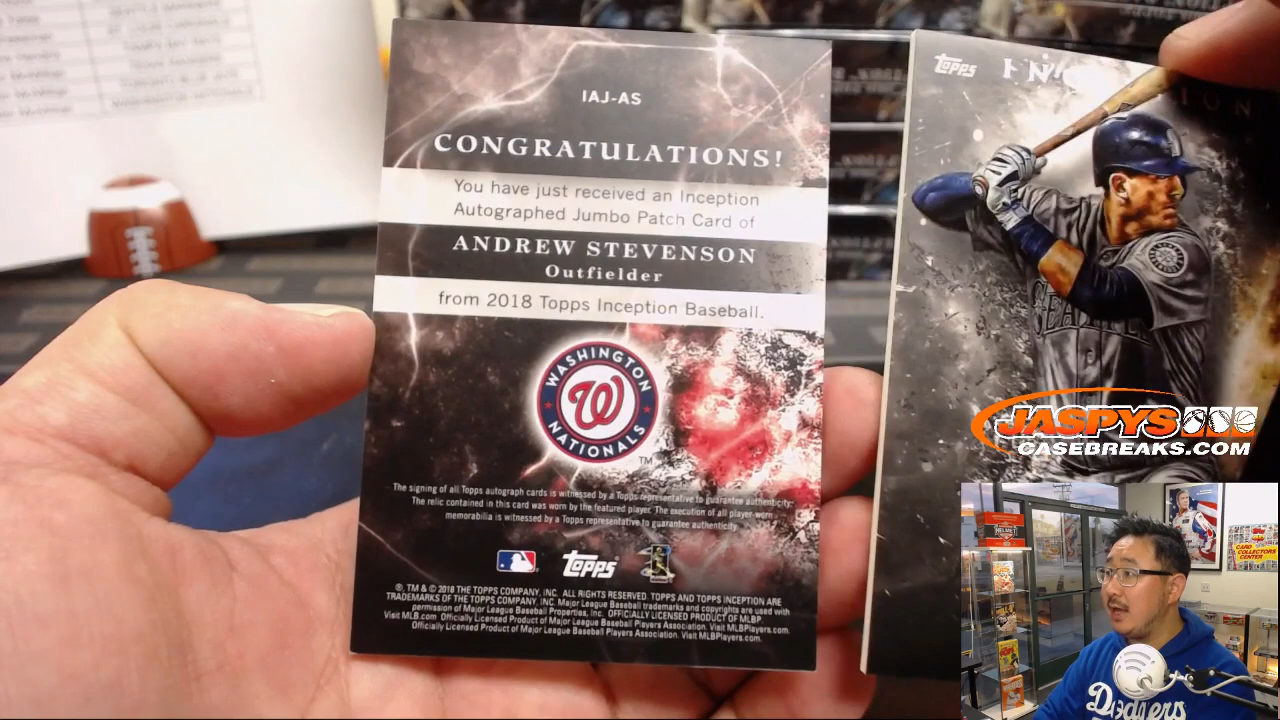 IAJ-AS
CONGRATULATIONS!
You have just received an Inception
Autographed Jumbo Patch Card of
ANDREW STEVENSON
Outfielder
from 2018 Topps Inception Baseball.
WASHINGTON
W
NATIONALS
TM
The signing of all Topps autograph cards is witnessed by a Topps representative to guarantee authenticity.
The relic contained in this card was worn by the featured player. The execution of all player-worn
memorabilia is witnessed by a Topps representative to guarantee authenticity.
topps
®, TM & © 2018 THE TOPPS COMPANY, INC. ALL RIGHTS RESERVED. TOPPS AND TOPPS INCEPTION ARE
TRADEMARKS OF THE TOPPS COMPANY, INC. Major League Baseball trademarks and copyrights are used with
permission of Major League Baseball Properties, Inc. OFFICIALLY LICENSED PRODUCT OF MLBP.
Visit MLB.com Officially Licensed Product of Major League Baseball Players Association. Visit MLBPlayers.com.
Officially Licensed Product of Major League Baseball Players Association. Visit MLBPlayers.com.
topps
JASPYS
CASEBREAKS.COM
HELMET
CARD
COLLECTORS
CENTER
Dodgers